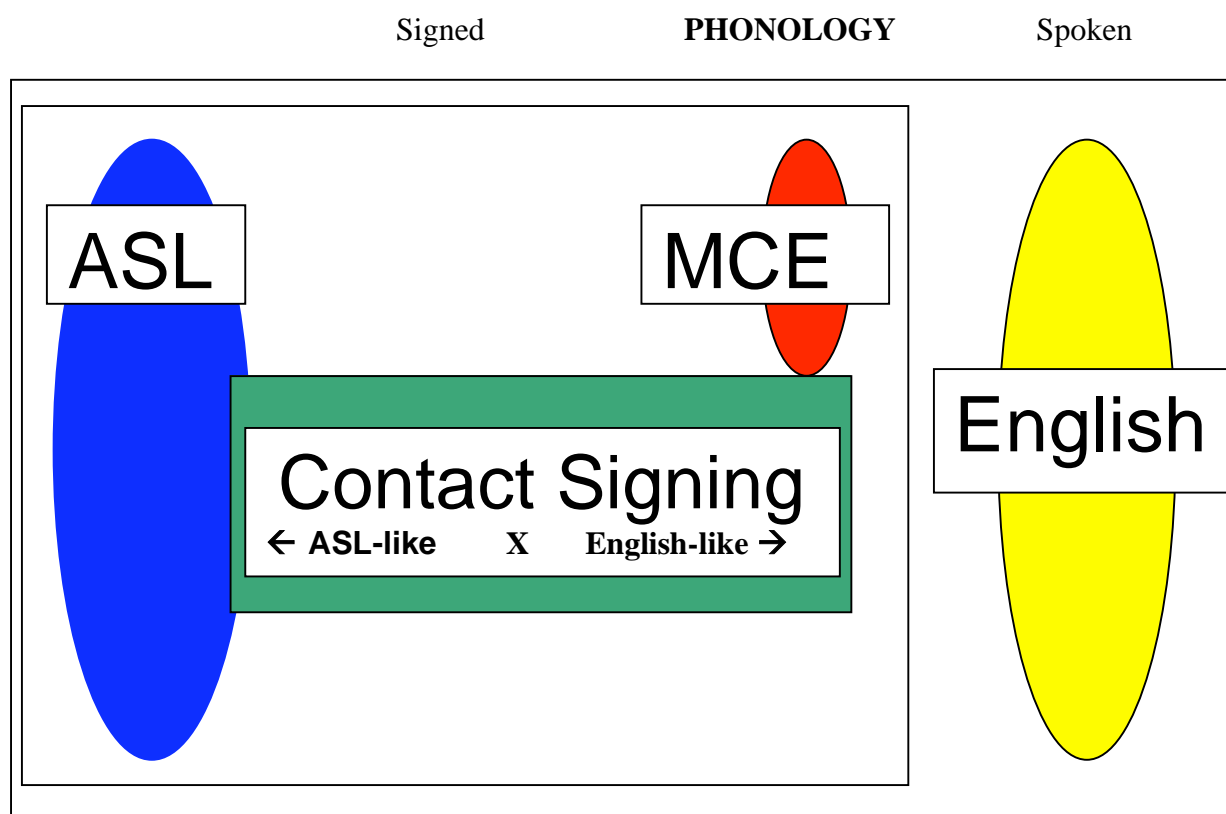 Signed PHONOLOGY Spoken
ASL
MCE
English
Contact Signing
← ASL-like X English-like →